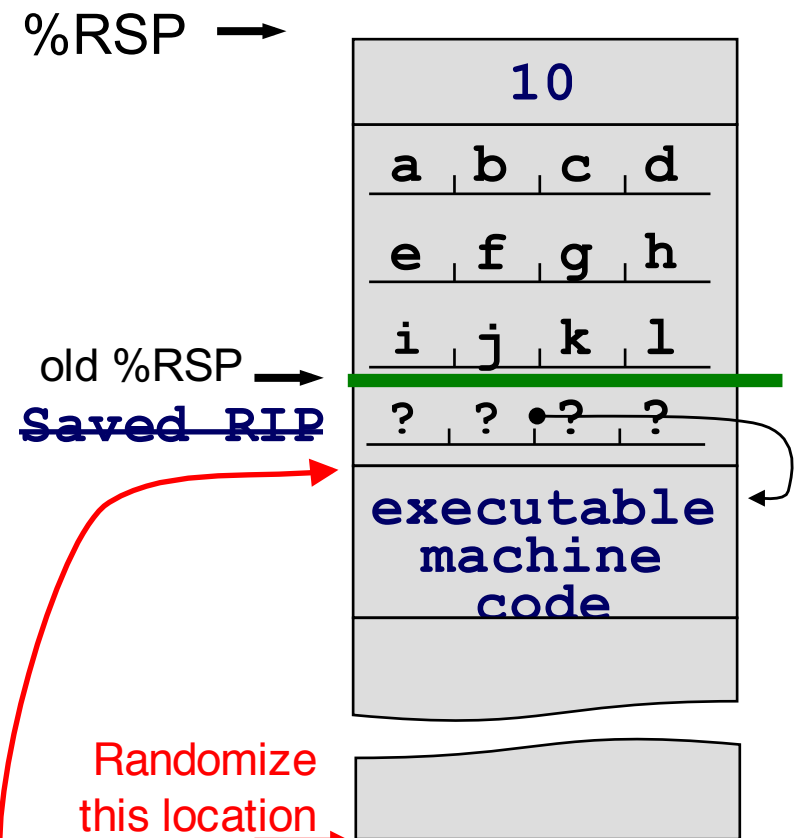 %RSP
10
a b c d
e f g h
i j k l
old %RSP
Saved RIP
? ? ? ?
executable
machine
code
Randomize
this location